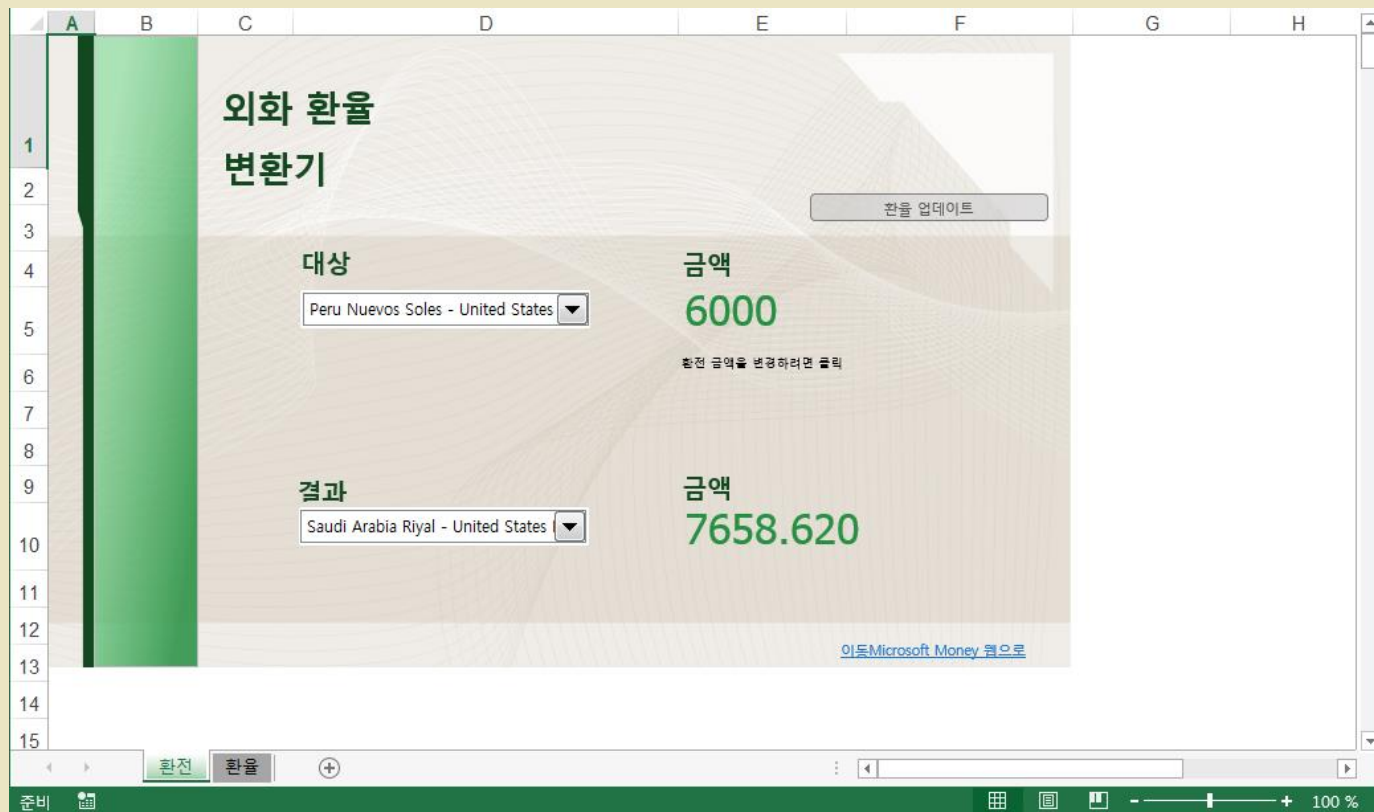 A B C D E F G H
1
2
3
4
5
6
7
8
9
10
11
12
13
14
15
외화 환율
변환기
환율 업데이트
대상
금액
Peru Nuevos Soles - United States
6000
환전 금액을 변경하려면 클릭
결과
금액
Saudi Arabia Riyal - United States
7658.620
이동Microsoft Money 웹으로
환전 환율
준비
100 %